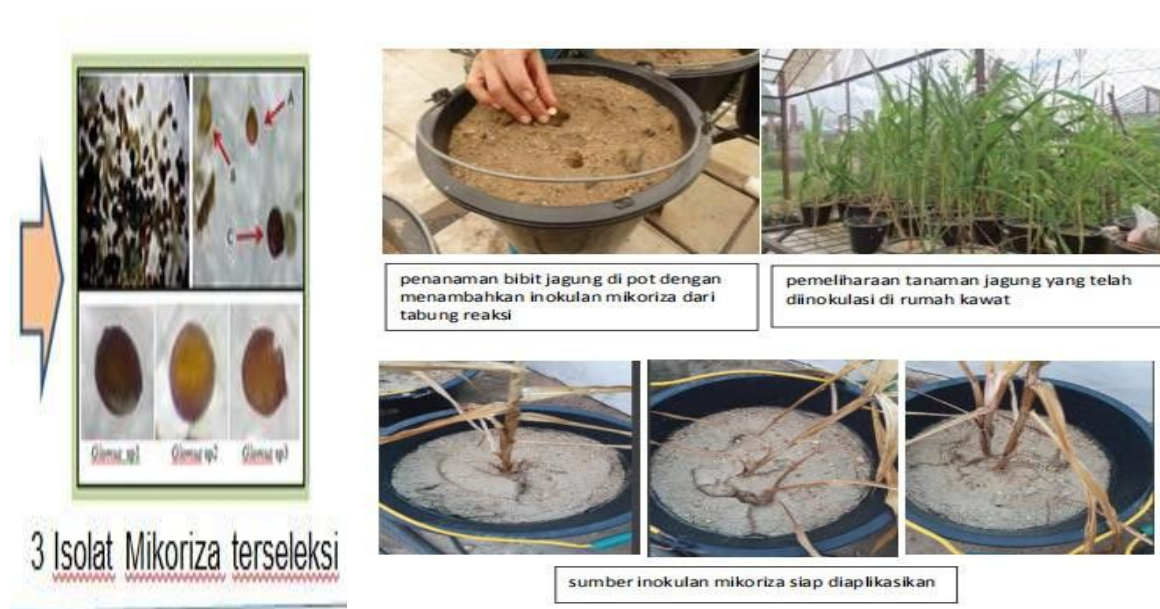 A
B
C
Glomus sp1
Glomus sp2
Glomus sp3
3 Isolat Mikoriza terseleksi
penanaman bibit jagung di pot dengan
menambahkan inokulan mikoriza dari
tabung reaksi
pemeliharaan tanaman jagung yang telah
diinokulasi di rumah kawat
sumber inokulan mikoriza siap diaplikasikan